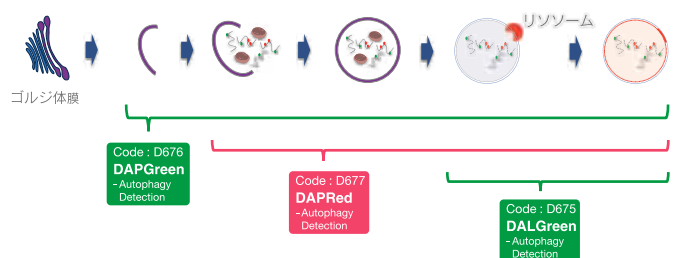 リソソーム
ゴルジ体膜
Code : D676
DAPGreen
-Autophagy
Detection
Code : D677
DAPRed
-Autophagy
Detection
Code : D675
DALGreen
-Autophagy
Detection